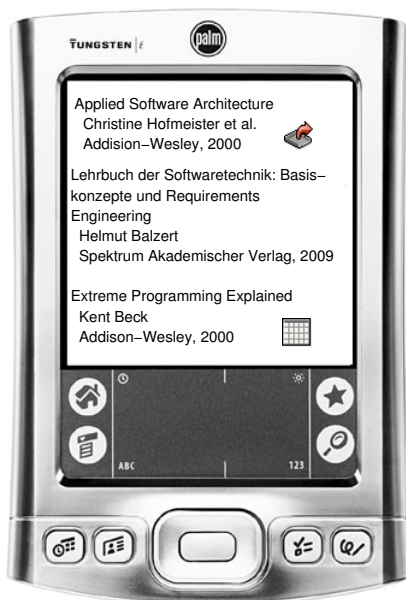 TUNGSTEN | E
palm
Applied Software Architecture
Christine Hofmeister et al.
Addision−Wesley, 2000
Lehrbuch der Softwaretechnik: Basis−
konzepte und Requirements
Engineering
Helmut Balzert
Spektrum Akademischer Verlag, 2009
Extreme Programming Explained
Kent Beck
Addison−Wesley, 2000
ABC
123